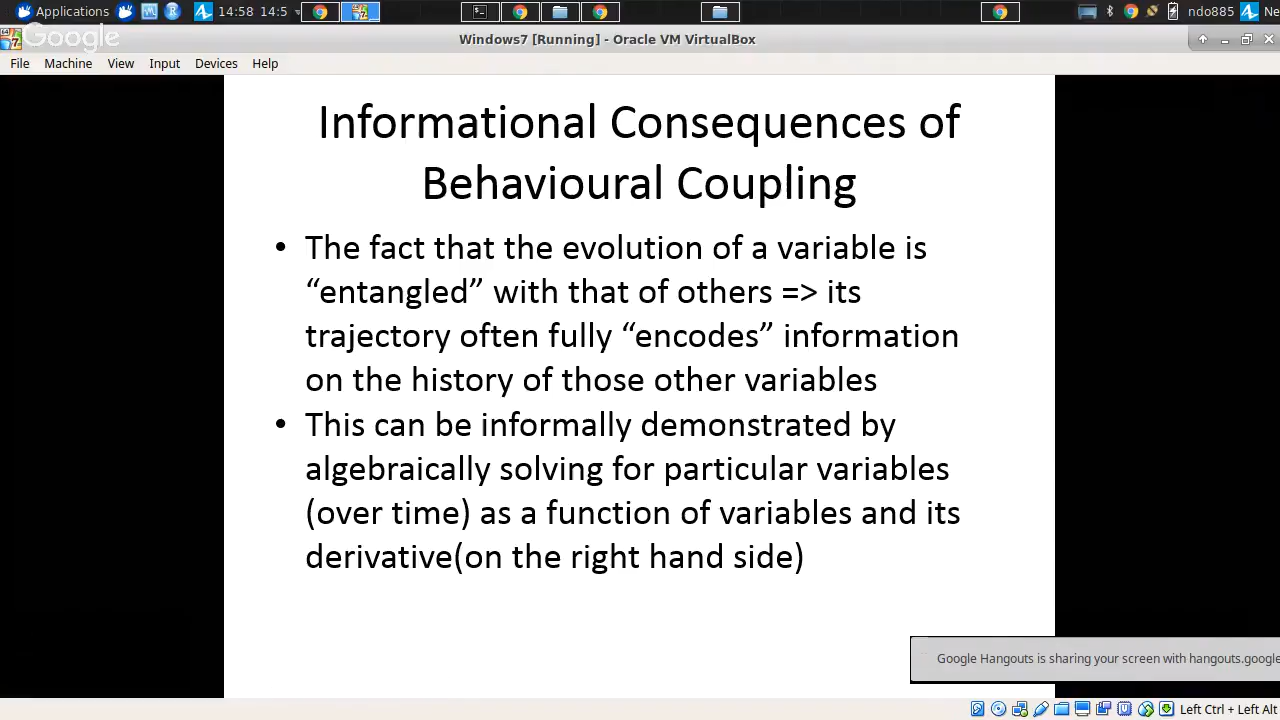 Applications 14:58 14:5 ndo885 Ne
Google
Windows7 [Running] - Oracle VM VirtualBox
File Machine View Input Devices Help
Informational Consequences of
Behavioural Coupling
• The fact that the evolution of a variable is
“entangled” with that of others => its
trajectory often fully “encodes” information
on the history of those other variables
• This can be informally demonstrated by
algebraically solving for particular variables
(over time) as a function of variables and its
derivative(on the right hand side)
Google Hangouts is sharing your screen with hangouts.google
Left Ctrl + Left Alt